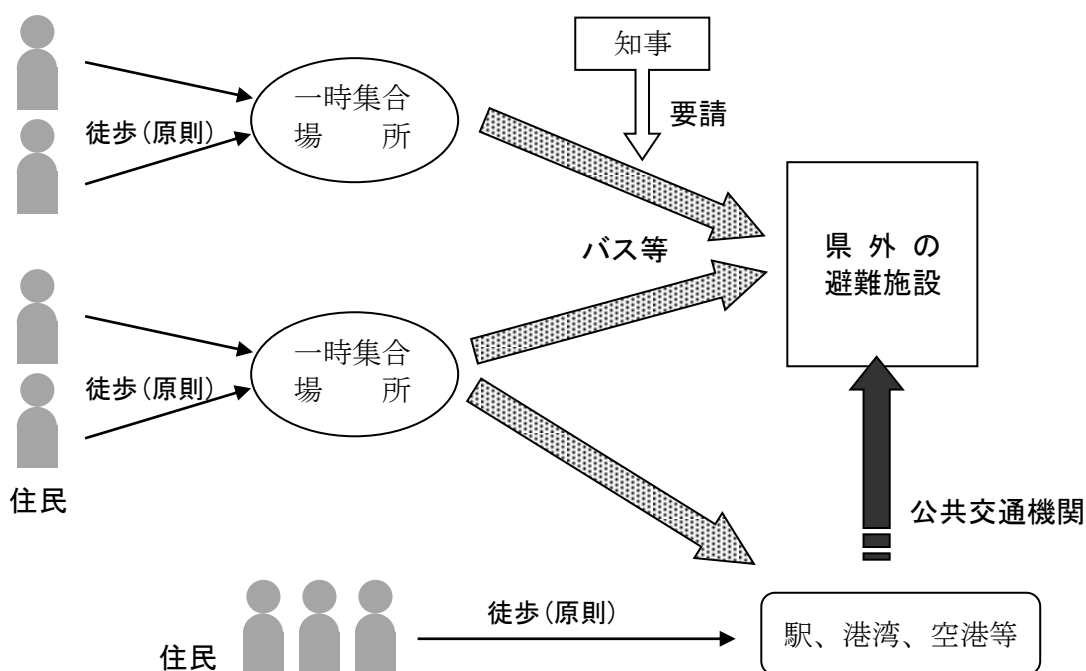 知事
要請
一時集合
場　　所
徒歩(原則)
バス等
県外の
避難施設
一時集合
場　　所
徒歩(原則)
住民
公共交通機関
徒歩(原則)
駅、港湾、空港等
住民